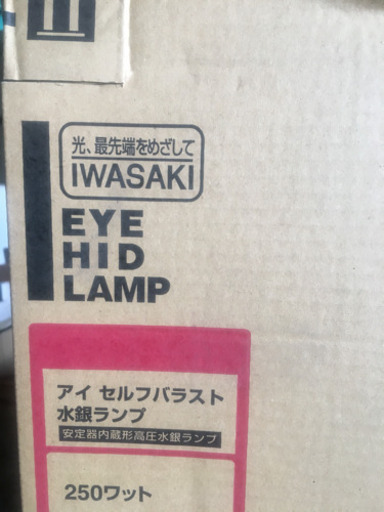 光、最先端をめざして
IWASAKI
EYE
HID
LAMP
アイ セルフバラスト
水銀ランプ
安定器内蔵形高圧水銀ランプ
250ワット